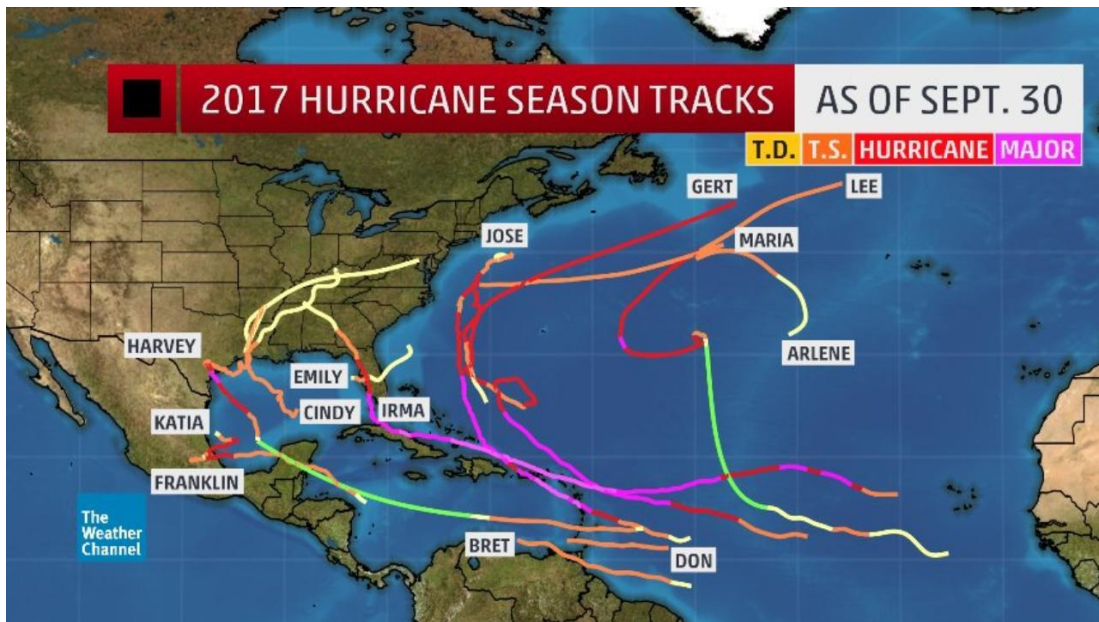 2017 HURRICANE SEASON TRACKS
AS OF SEPT. 30
T.D. T.S. HURRICANE MAJOR
GERT
LEE
JOSE
MARIA
HARVEY
ARLENE
EMILY
CINDY
IRMA
KATIA
FRANKLIN
The
Weather
Channel
BRET
DON